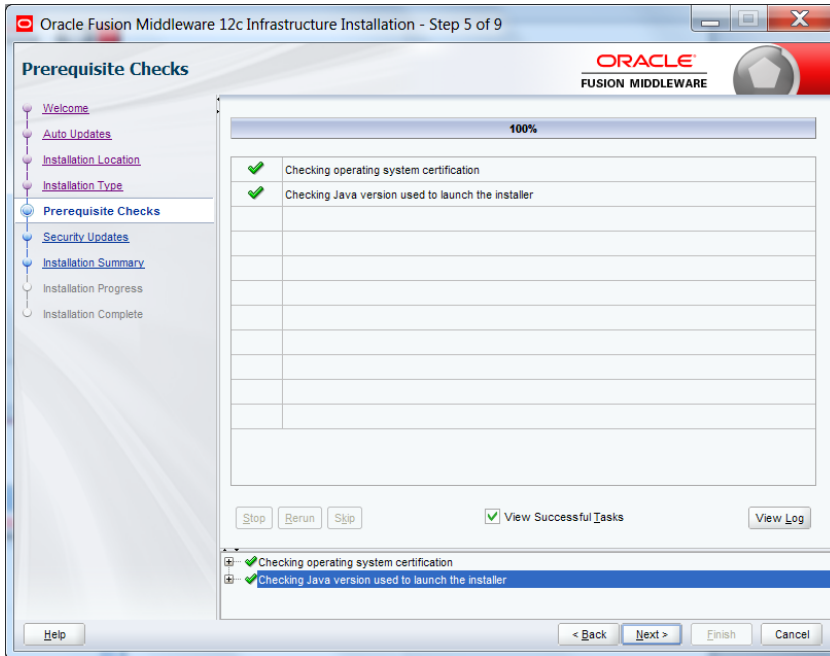 Oracle Fusion Middleware 12c Infrastructure Installation - Step 5 of 9
Prerequisite Checks
ORACLE
FUSION MIDDLEWARE
Welcome
Auto Updates
Installation Location
Installation Type
Prerequisite Checks
Security Updates
Installation Summary
Installation Progress
Installation Complete
100%
Checking operating system certification
Checking Java version used to launch the installer
Stop
Rerun
Skip
View Successful Tasks
View Log
Checking operating system certification
Checking Java version used to launch the installer
Help
< Back
Next >
Finish
Cancel